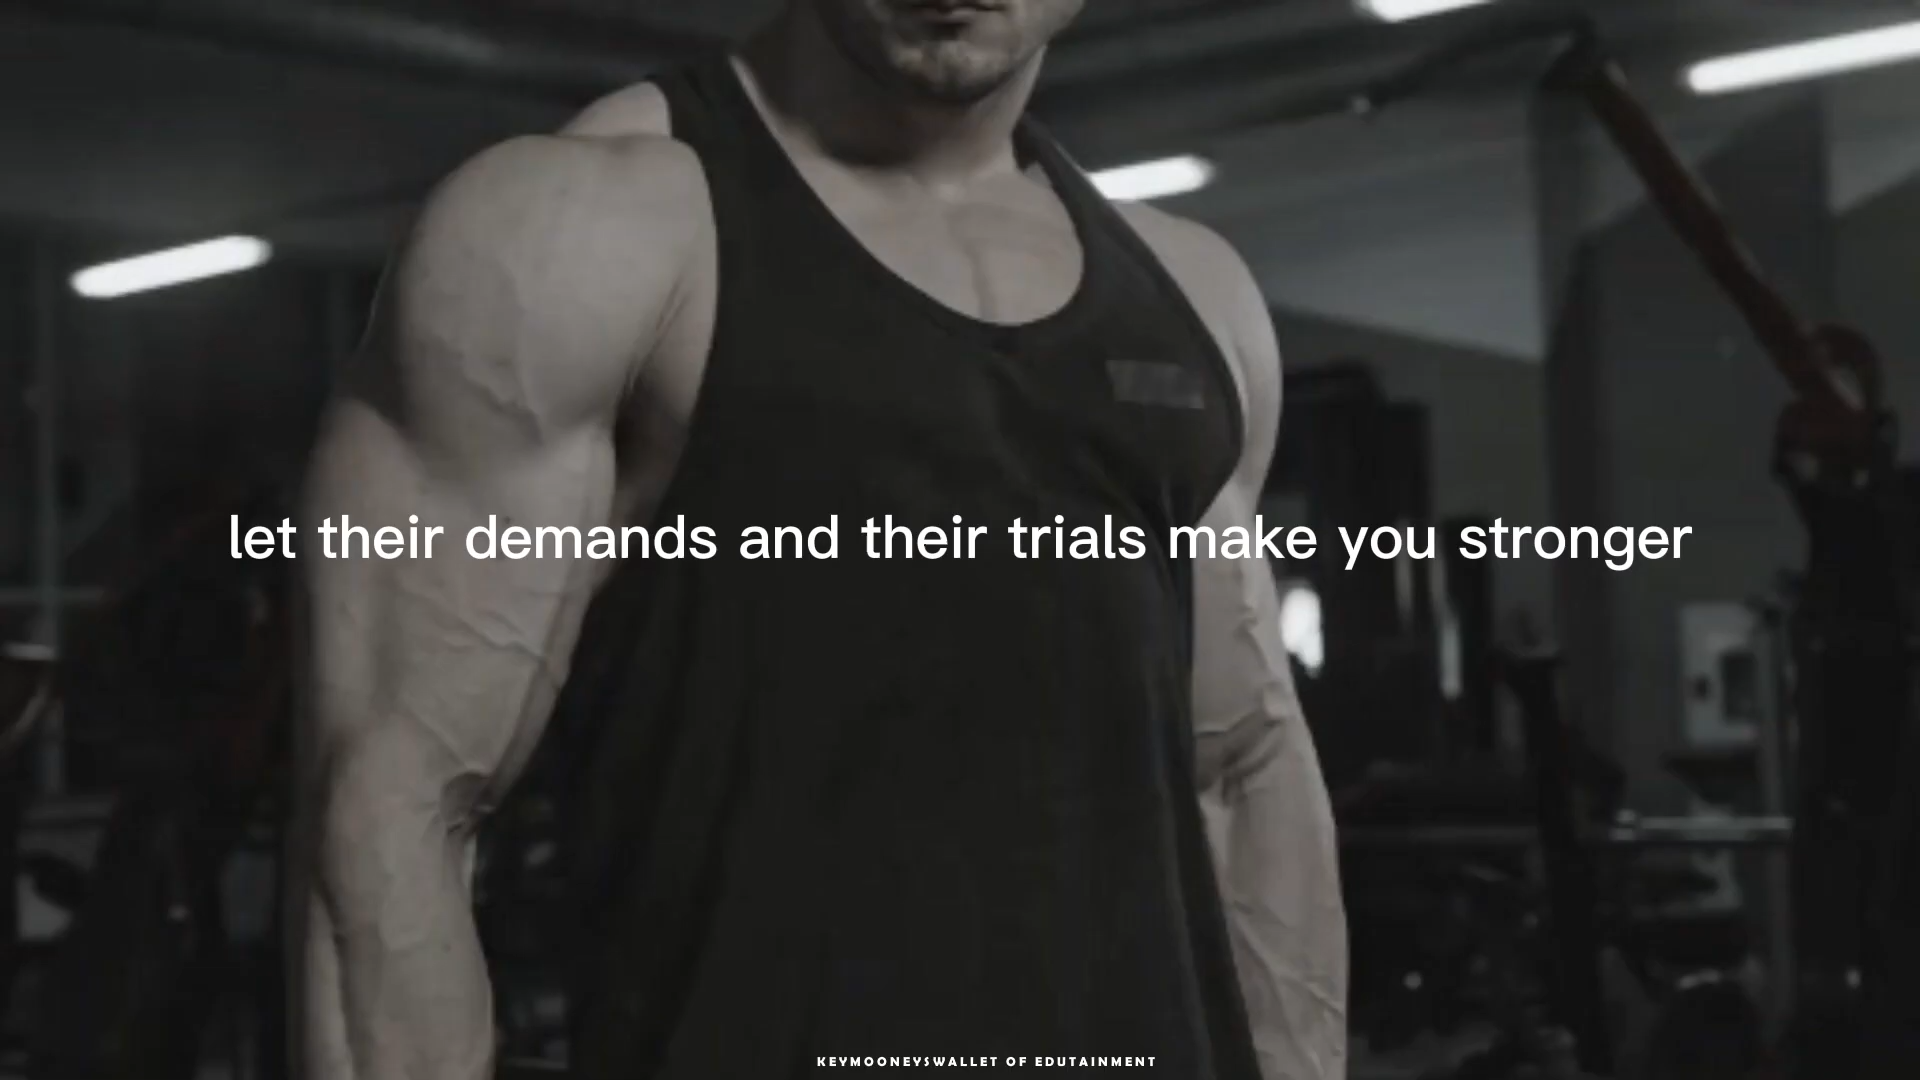 let their demands and their trials make you stronger
KEYMOONEYSWALLET OF EDUTAINMENT